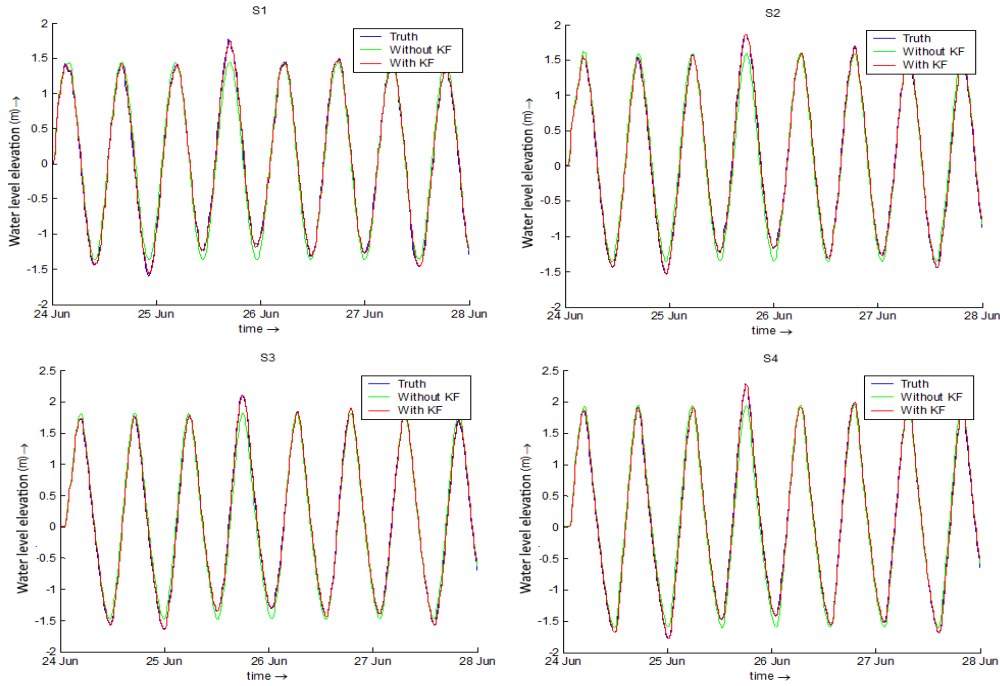 S1
Truth
Without KF
With KF
Water level elevation (m)→
2
1.5
1
0.5
0
-0.5
-1
-1.5
-2
24 Jun
25 Jun
26 Jun
27 Jun
28 Jun
time →
S2
Truth
Without KF
With KF
Water level elevation (m)→
2
1.5
1
0.5
0
-0.5
-1
-1.5
-2
24 Jun
25 Jun
26 Jun
27 Jun
28 Jun
time →
S3
Truth
Without KF
With KF
Water level elevation (m)→
2.5
2
1.5
1
0.5
0
-0.5
-1
-1.5
-2
24 Jun
25 Jun
26 Jun
27 Jun
28 Jun
time →
S4
Truth
Without KF
With KF
Water level elevation (m)→
2.5
2
1.5
1
0.5
0
-0.5
-1
-1.5
-2
24 Jun
25 Jun
26 Jun
27 Jun
28 Jun
time →